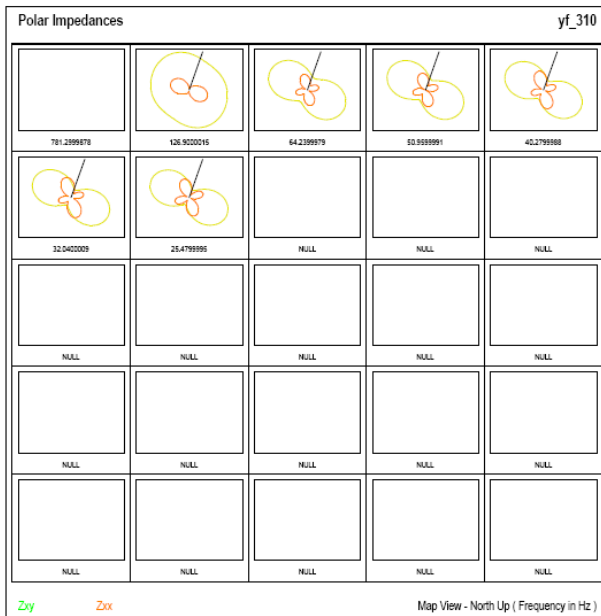 Polar Impedances yf_310
781.2999878 126.9000015 64.2399979 50.9599991 40.2799988
32.0400009 25.4799995 NULL NULL NULL
NULL NULL NULL NULL NULL
NULL NULL NULL NULL NULL
NULL NULL NULL NULL NULL
Zxy Zxx Map View - North Up ( Frequency in Hz )